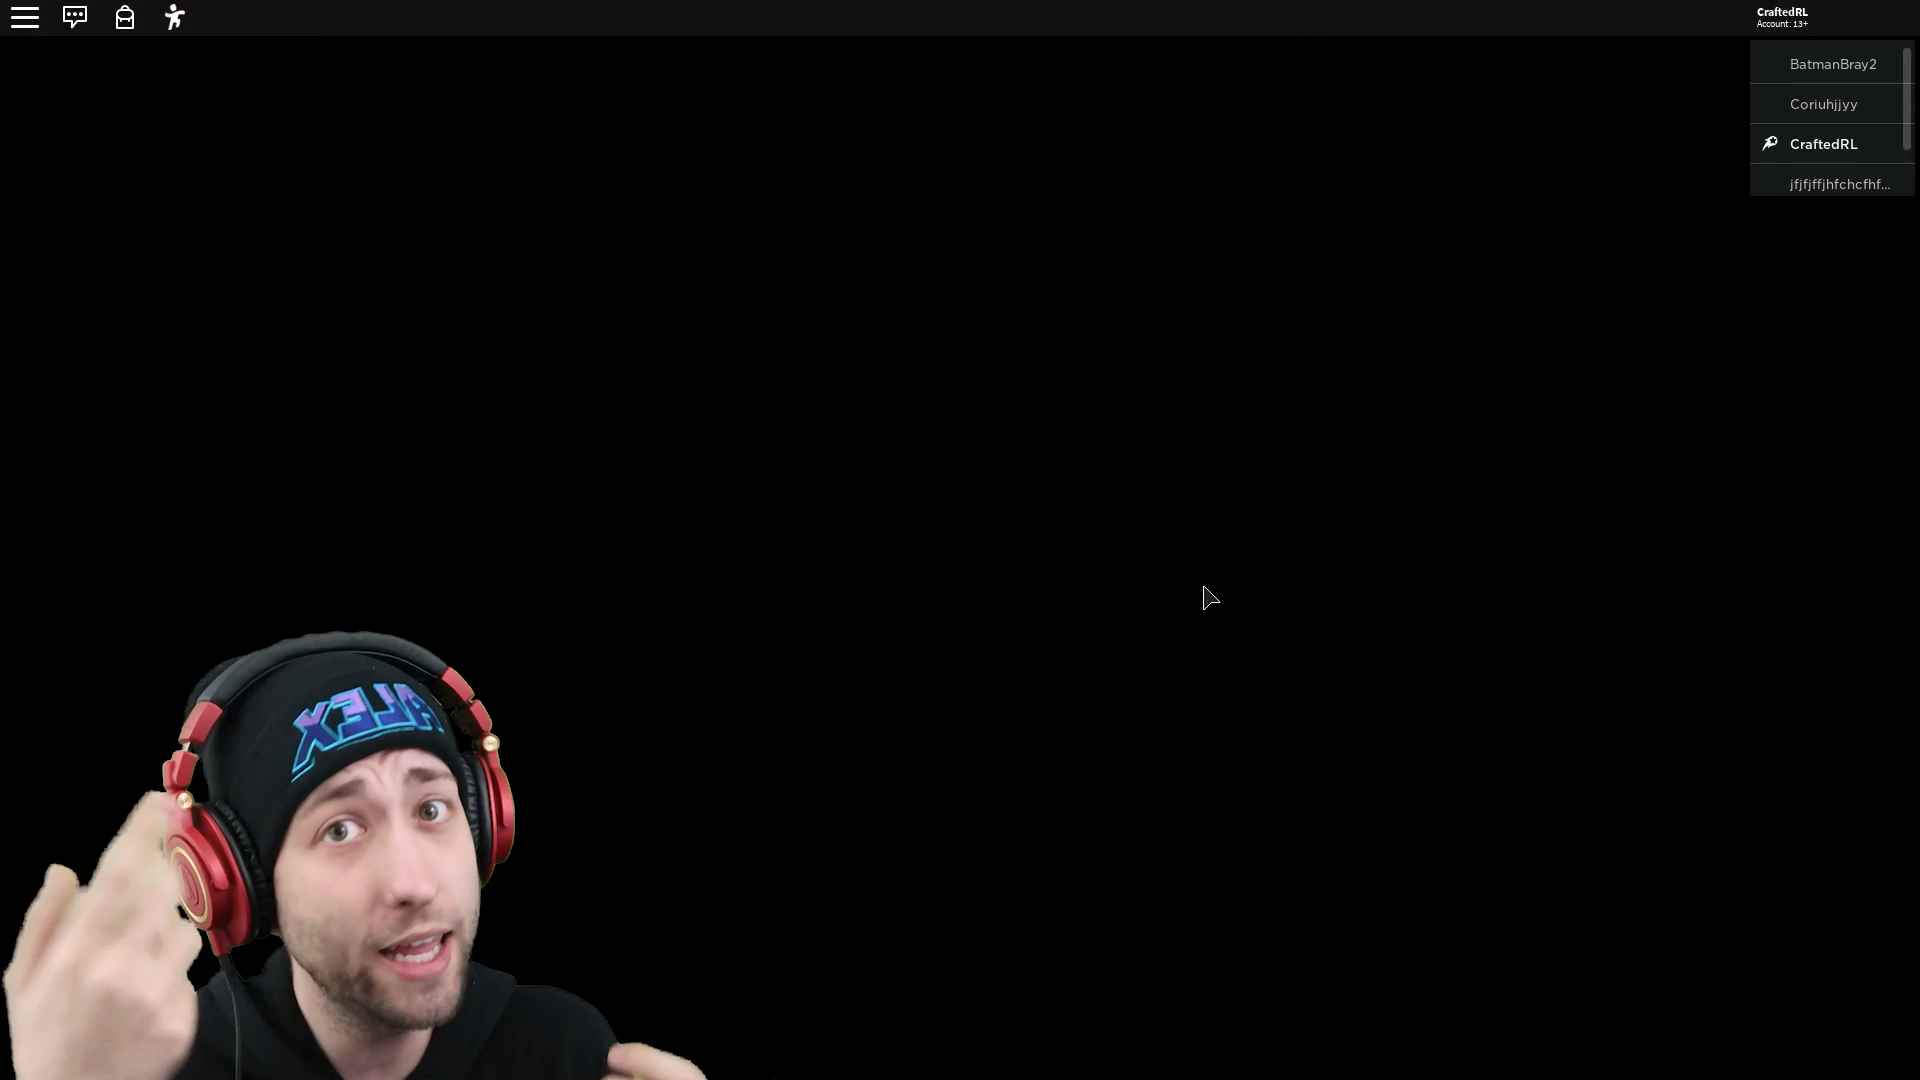 CraftedRL
Account: 13+
BatmanBray2
Coriuhjjyy
CraftedRL
jfjfjffjhfchcfhf...
ALEX